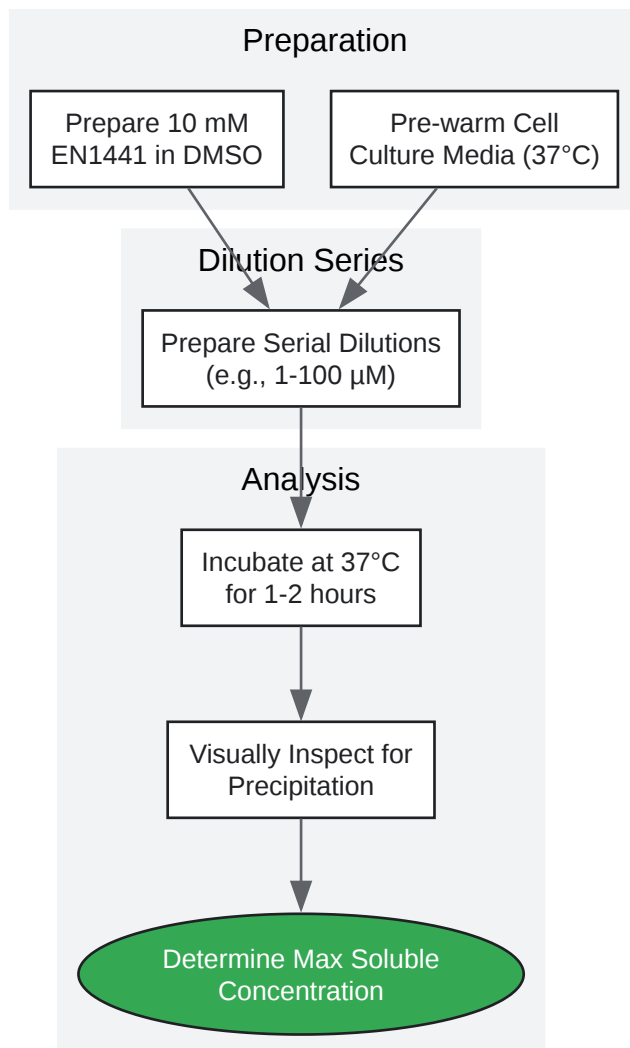 Preparation
Prepare 10 mM
EN1441 in DMSO
Pre-warm Cell
Culture Media (37°C)
Dilution Series
Prepare Serial Dilutions
(e.g., 1-100 µM)
Analysis
Incubate at 37°C
for 1-2 hours
Visually Inspect for
Precipitation
Determine Max Soluble
Concentration